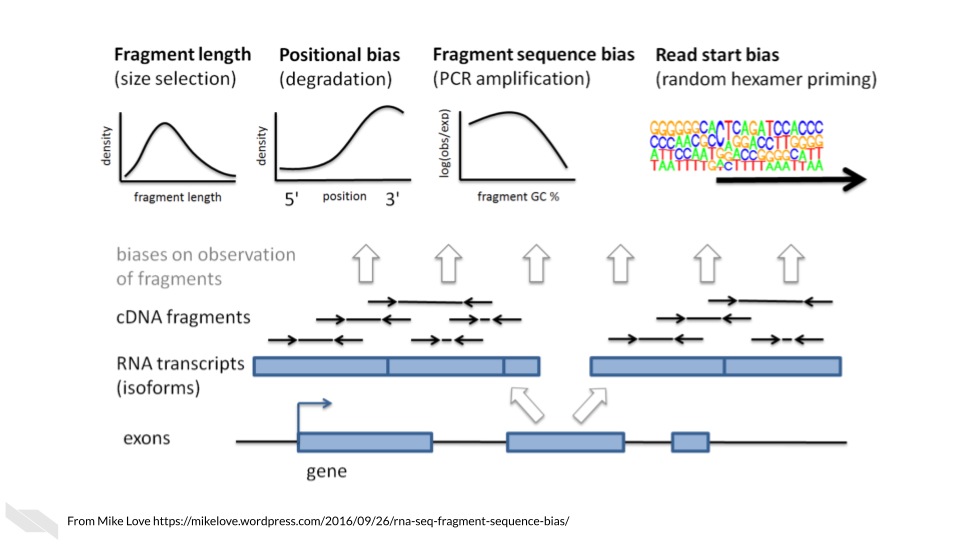 Fragment length
(size selection)
Positional bias
(degradation)
Fragment sequence bias
(PCR amplification)
Read start bias
(random hexamer priming)
density
fragment length
density
5' position 3'
log(obs/exp)
fragment GC %
GGGGGGCACTCAGATCCACCC
CCCAACGCCAGGACCTTGGGG
ATTCCAATGGACCGGGGCATT
TAATTTTGACTTTTAAATTAA
biases on observation
of fragments
cDNA fragments
RNA transcripts
(isoforms)
exons
gene
From Mike Love https://mikelove.wordpress.com/2016/09/26/rna-seq-fragment-sequence-bias/